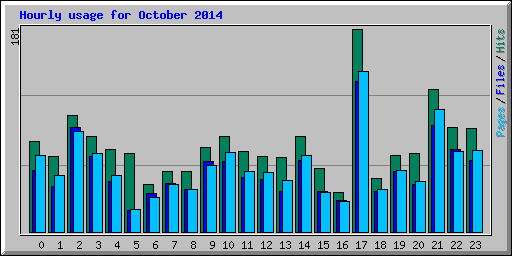 Hourly usage for October 2014
181
Pages / Files / Hits
0 1 2 3 4 5 6 7 8 9 10 11 12 13 14 15 16 17 18 19 20 21 22 23